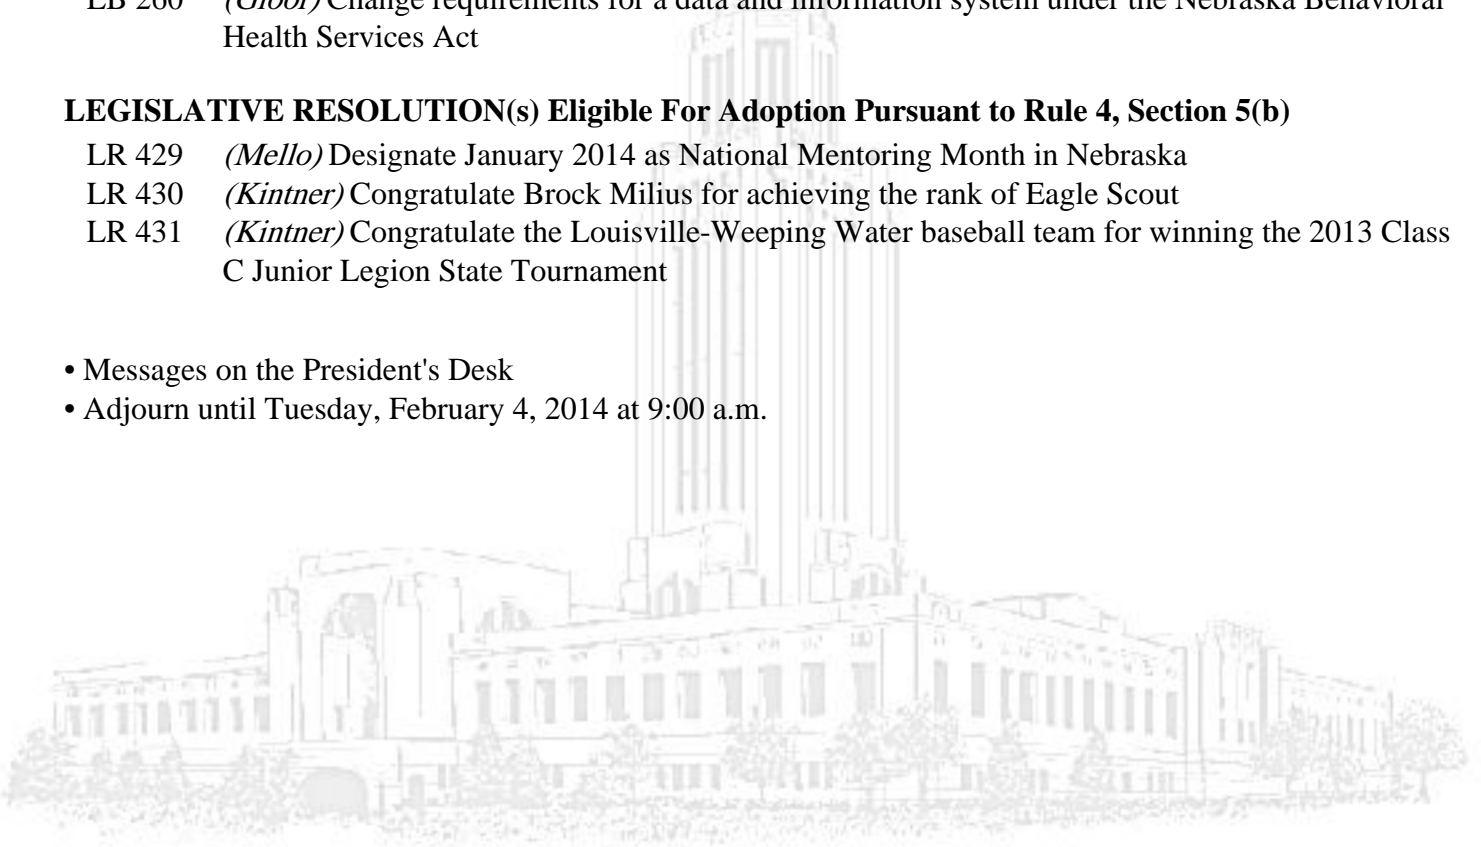 LB 260 (Gloor) Change requirements for a data and information system under the Nebraska Behavioral
Health Services Act
LEGISLATIVE RESOLUTION(s) Eligible For Adoption Pursuant to Rule 4, Section 5(b)
LR 429 (Mello) Designate January 2014 as National Mentoring Month in Nebraska
LR 430 (Kintner) Congratulate Brock Milius for achieving the rank of Eagle Scout
LR 431 (Kintner) Congratulate the Louisville-Weeping Water baseball team for winning the 2013 Class
C Junior Legion State Tournament
• Messages on the President's Desk
• Adjourn until Tuesday, February 4, 2014 at 9:00 a.m.